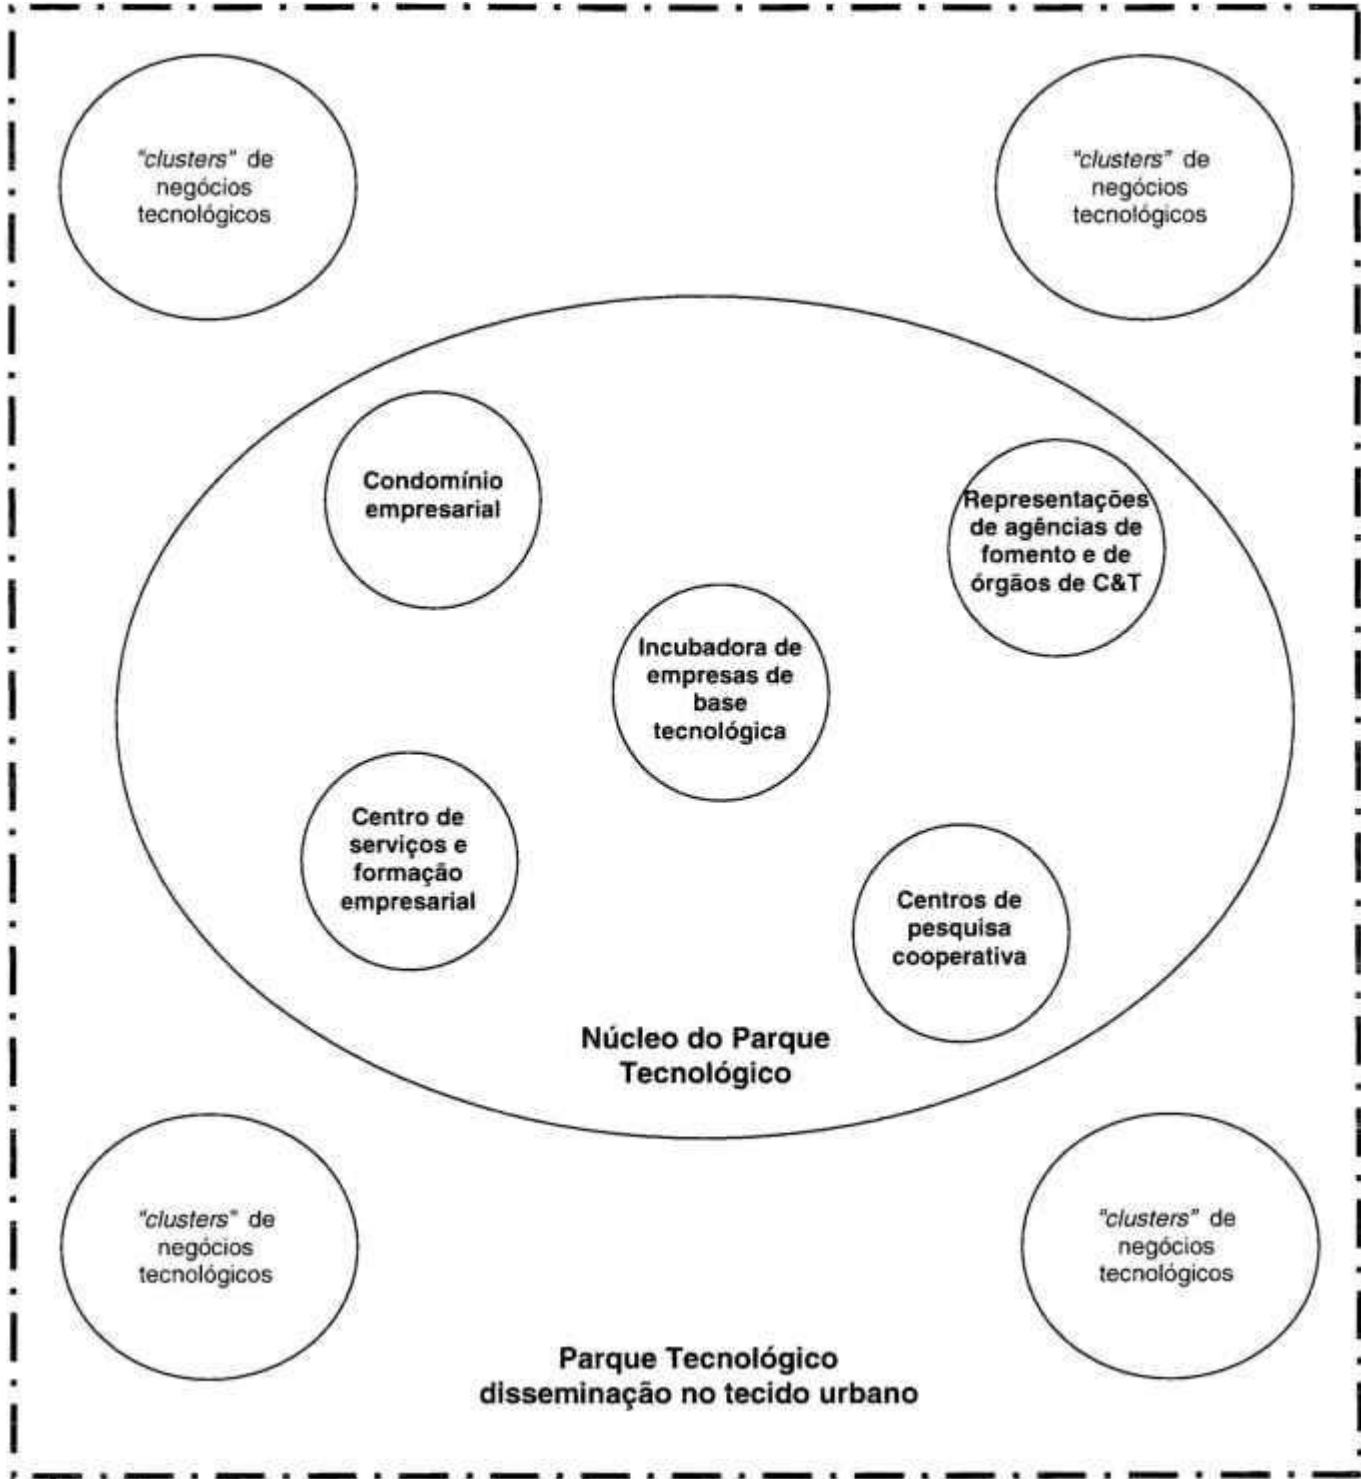 "clusters" de
negócios
tecnológicos
"clusters" de
negócios
tecnológicos
Condomínio
empresarial
Representações
de agências de
fomento e de
órgãos de C&T
Incubadora de
empresas de
base
tecnológica
Centro de
serviços e
formação
empresarial
Centros de
pesquisa
cooperativa
Núcleo do Parque
Tecnológico
"clusters" de
negócios
tecnológicos
"clusters" de
negócios
tecnológicos
Parque Tecnológico
disseminação no tecido urbano